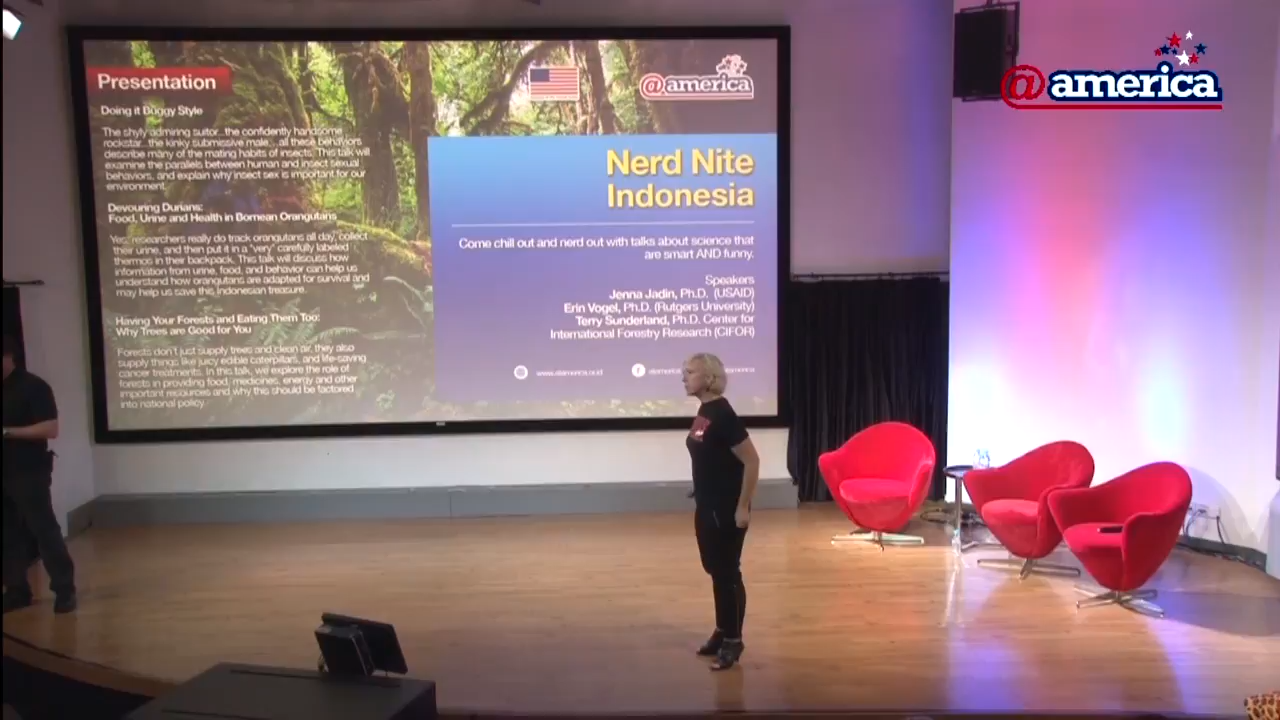 @america
@america
Presentation
Doing it Buggy Style
The shyly admiring suitor...the confidently handsome
rockstar...the kinky submissive male... all these behaviors
describe many of the mating habits of insects. This talk will
examine the parallels between human and insect sexual
behaviors, and explain why insect sex is important for our
environment.
Devouring Durians:
Food, Urine and Health in Bornean Orangutans
Yes, researchers really do track orangutans all day, collect
their urine, and then put it in a "very" carefully labeled
thermos in their backpack. This talk will discuss how
information from urine, food, and behavior can help us
understand how orangutans are adapted for survival and
may help us save this Indonesian treasure.
Having Your Forests and Eating Them Too:
Why Trees are Good for You
Forests don't just supply trees and clean air, they also
supply things like juicy edible caterpillars, and life-saving
cancer treatments. In this talk, we explore the role of
forests in providing food, medicines, energy and other
important resources and why this should be factored
into national policy.
Nerd Nite
Indonesia
Come chill out and nerd out with talks about science that
are smart AND funny.
Speakers
Jenna Jadin, Ph.D. (USAID)
Erin Vogel, Ph.D. (Rutgers University)
Terry Sunderland, Ph.D. Center for
International Forestry Research (CIFOR)